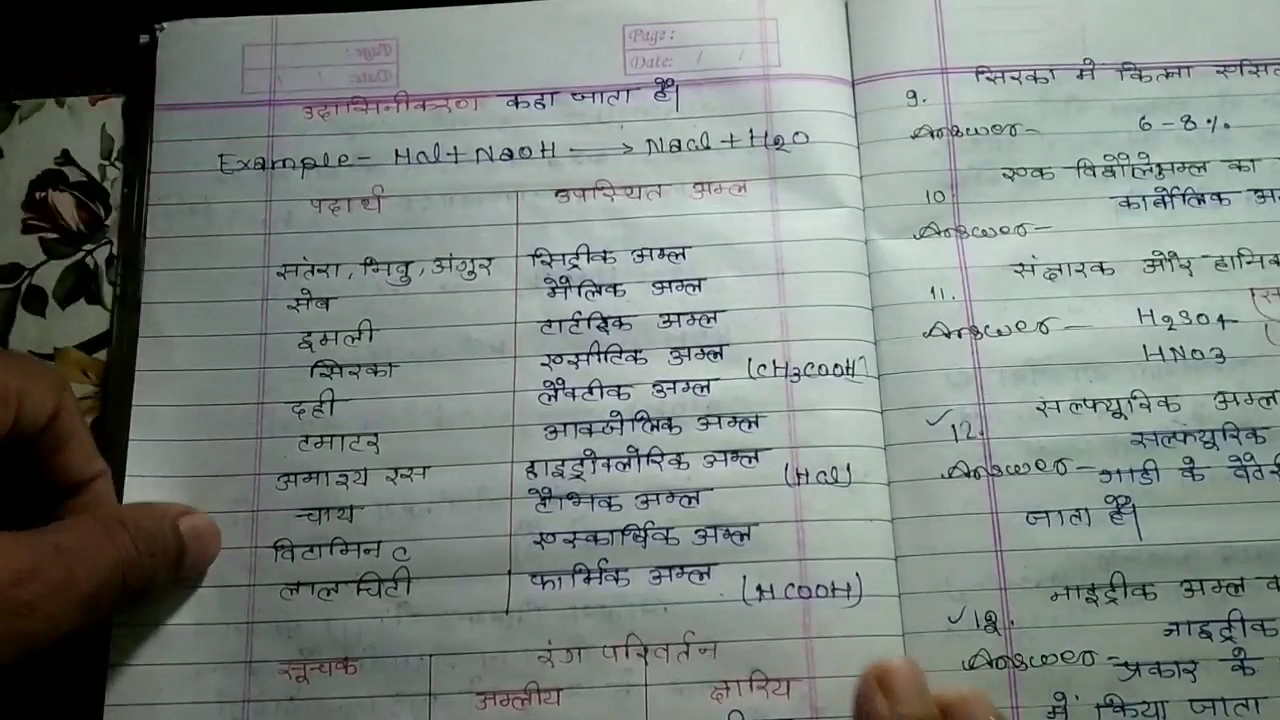 Page:
Date: / /
उदासिनीकरण कहा जाता है।
Example- Hcl + NaOH ⟶ Nacl + H2O
पदार्थ उपस्थित अम्ल
संतरा, निंबु, अंगुर सिट्रीक अम्ल
सेब मैलिक अम्ल
इमली टार्टरिक अम्ल
सिरका एसीटिक अम्ल (CH3COOH)
दही लैक्टीक अम्ल
टमाटर आक्जेलिक अम्ल
अमाश्य रस हाइड्रोक्लोरिक अम्ल (Hcl)
चाय टैनिक अम्ल
विटामिन c एस्कार्बिक अम्ल
लाल चिटी फार्मिक अम्ल (HCOOH)
सूचक रंग परिवर्तन
अम्लीय क्षारिय
9. सिरका में कितना
Answer- 6-8%
10. एक विषैले अम्ल का
कार्बोलिक
Answer-
11. संक्षारक और
Answer- H2SO4
HNO3
12. सल्फ्यूरिक अम्ल
सल्फ्यूरिक
Answer- गाडी के
जाता है।
13. नाइट्रीक अम्ल
नाइट्रीक
Answer- प्रकार के
में किया जाता